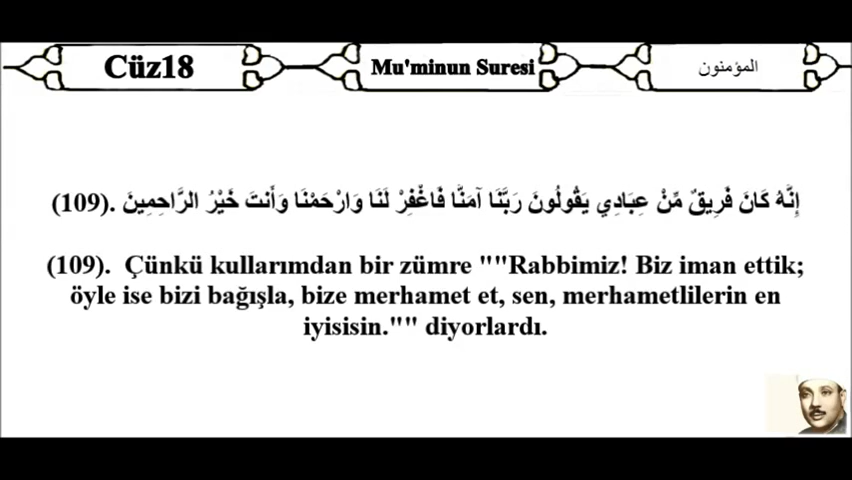 Cüz18
Mu'minun Suresi
المؤمنون
إِنَّهُ كَانَ فَرِيقٌ مِّنْ عِبَادِي يَقُولُونَ رَبَّنَا آمَنَّا فَاغْفِرْ لَنَا وَارْحَمْنَا وَأَنتَ خَيْرُ الرَّاحِمِينَ .(109)
(109). Çünkü kullarımdan bir zümre ""Rabbimiz! Biz iman ettik;
öyle ise bizi bağışla, bize merhamet et, sen, merhametlilerin en
iyisisin."" diyorlardı.